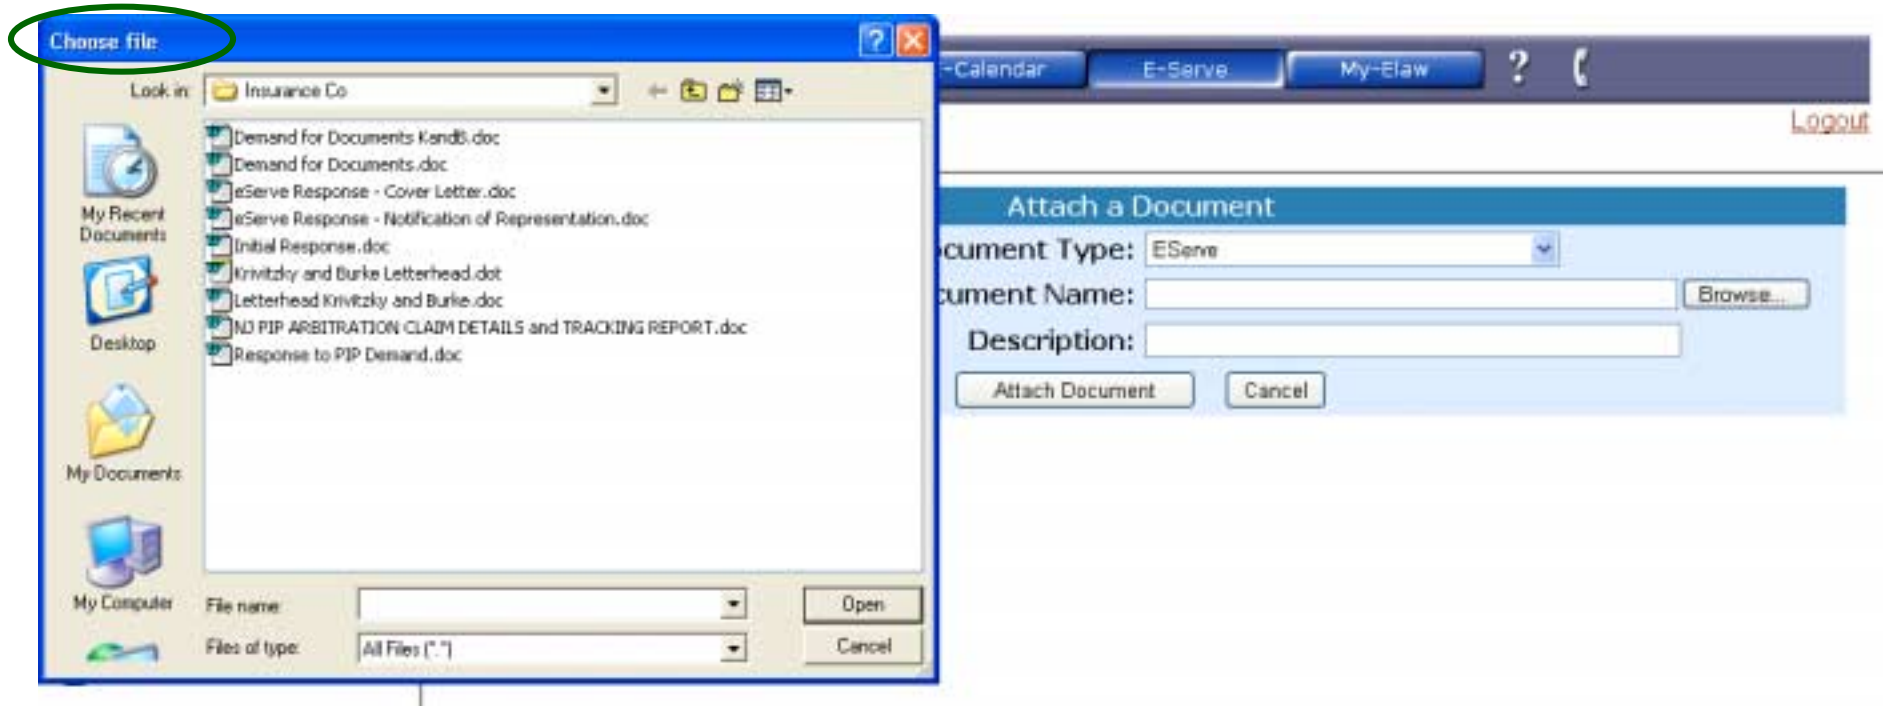 Choose file
Look in: Insurance Co
Demand for Documents KandB.doc
Demand for Documents.doc
eServe Response - Cover Letter.doc
eServe Response - Notification of Representation.doc
Initial Response.doc
Krivitzky and Burke Letterhead.dot
Letterhead Krivitzky and Burke.doc
NJ PIP ARBITRATION CLAIM DETAILS and TRACKING REPORT.doc
Response to PIP Demand.doc
My Recent
Documents
Desktop
My Documents
My Computer
File name:
Open
Files of type:
All Files (*.*)
Cancel
-Calendar
E-Serve
My-Elaw
?
Logout
Attach a Document
cument Type: EServe
cument Name:
Browse...
Description:
Attach Document
Cancel